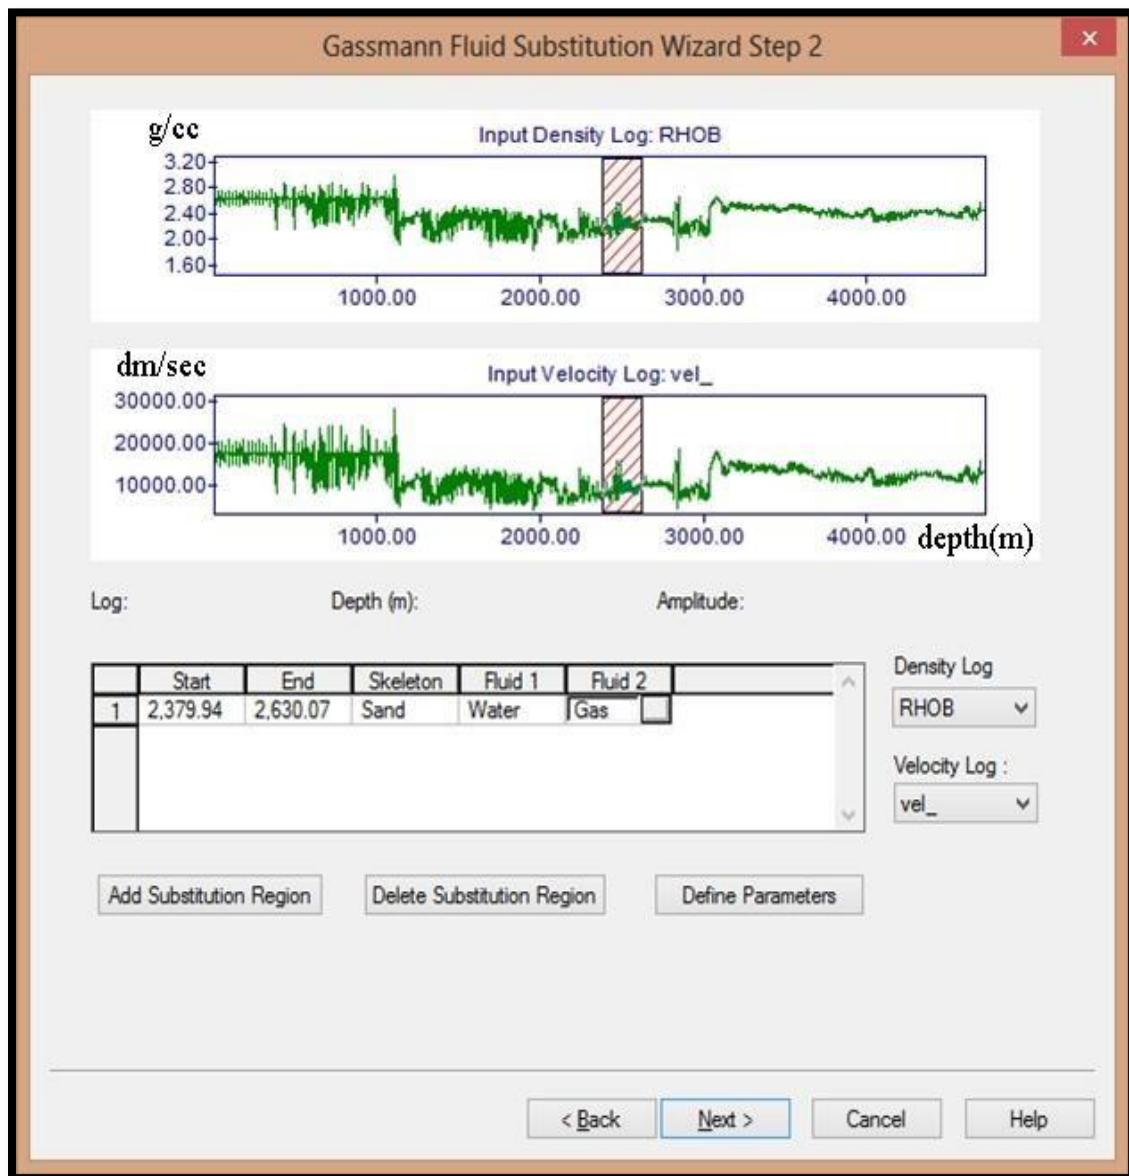 Gassmann Fluid Substitution Wizard Step 2
g/cc
Input Density Log: RHOB
3.20
2.80
2.40
2.00
1.60
1000.00 2000.00 3000.00 4000.00
dm/sec
Input Velocity Log: vel_
30000.00
20000.00
10000.00
1000.00 2000.00 3000.00 4000.00 depth(m)
Log: Depth (m): Amplitude:
Start End Skeleton Fluid 1 Fluid 2
1 2,379.94 2,630.07 Sand Water Gas
Density Log
RHOB
Velocity Log :
vel_
Add Substitution Region Delete Substitution Region Define Parameters
< Back Next > Cancel Help